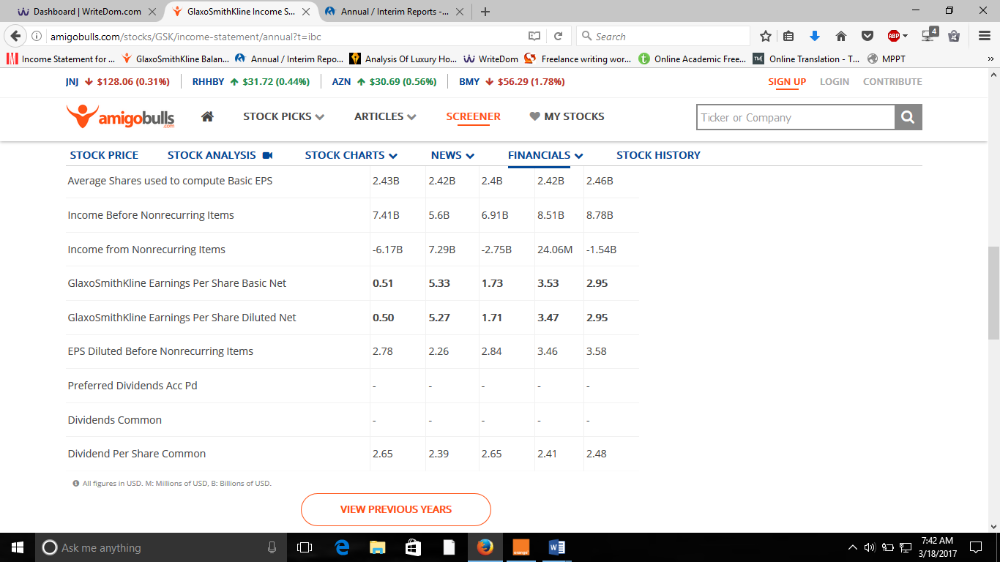 Dashboard | WriteDom.com
GlaxoSmithKline Income S...
Annual / Interim Reports -...
amigobulls.com/stocks/GSK/income-statement/annual?t=ibc
Search
ABP
4
Income Statement for ...
GlaxoSmithKline Balan...
Annual / Interim Repo...
Analysis Of Luxury Ho...
WriteDom
Freelance writing wor...
Online Academic Free...
Online Translation - T...
MPPT
JNJ $128.06 (0.31%)
RHHBY $31.72 (0.44%)
AZN $30.69 (0.56%)
BMY $56.29 (1.78%)
SIGN UP
LOGIN
CONTRIBUTE
amigobulls.com
STOCK PICKS
ARTICLES
SCREENER
MY STOCKS
Ticker or Company
STOCK PRICE
STOCK ANALYSIS
STOCK CHARTS
NEWS
FINANCIALS
STOCK HISTORY
Average Shares used to compute Basic EPS 2.43B 2.42B 2.4B 2.42B 2.46B
Income Before Nonrecurring Items 7.41B 5.6B 6.91B 8.51B 8.78B
Income from Nonrecurring Items -6.17B 7.29B -2.75B 24.06M -1.54B
GlaxoSmithKline Earnings Per Share Basic Net 0.51 5.33 1.73 3.53 2.95
GlaxoSmithKline Earnings Per Share Diluted Net 0.50 5.27 1.71 3.47 2.95
EPS Diluted Before Nonrecurring Items 2.78 2.26 2.84 3.46 3.58
Preferred Dividends Acc Pd - - - - -
Dividends Common - - - - -
Dividend Per Share Common 2.65 2.39 2.65 2.41 2.48
All figures in USD. M: Millions of USD, B: Billions of USD.
VIEW PREVIOUS YEARS
Ask me anything
orange
7:42 AM
3/18/2017